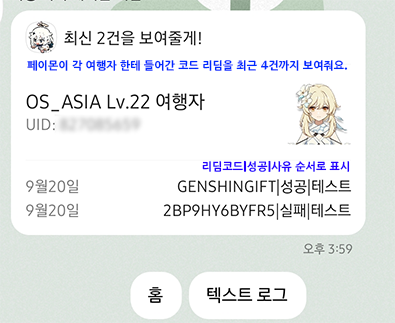 최신 2건을 보여줄게!
페이몬이 각 여행자 한테 들어간 코드 리딤을 최근 4건까지 보여줘요.
OS_ASIA Lv.22 여행자
UID:
리딤코드|성공|사유 순서로 표시
9월20일 GENSHINGIFT|성공|테스트
9월20일 2BP9HY6BYFR5|실패|테스트
오후 3:59
홈 텍스트 로그